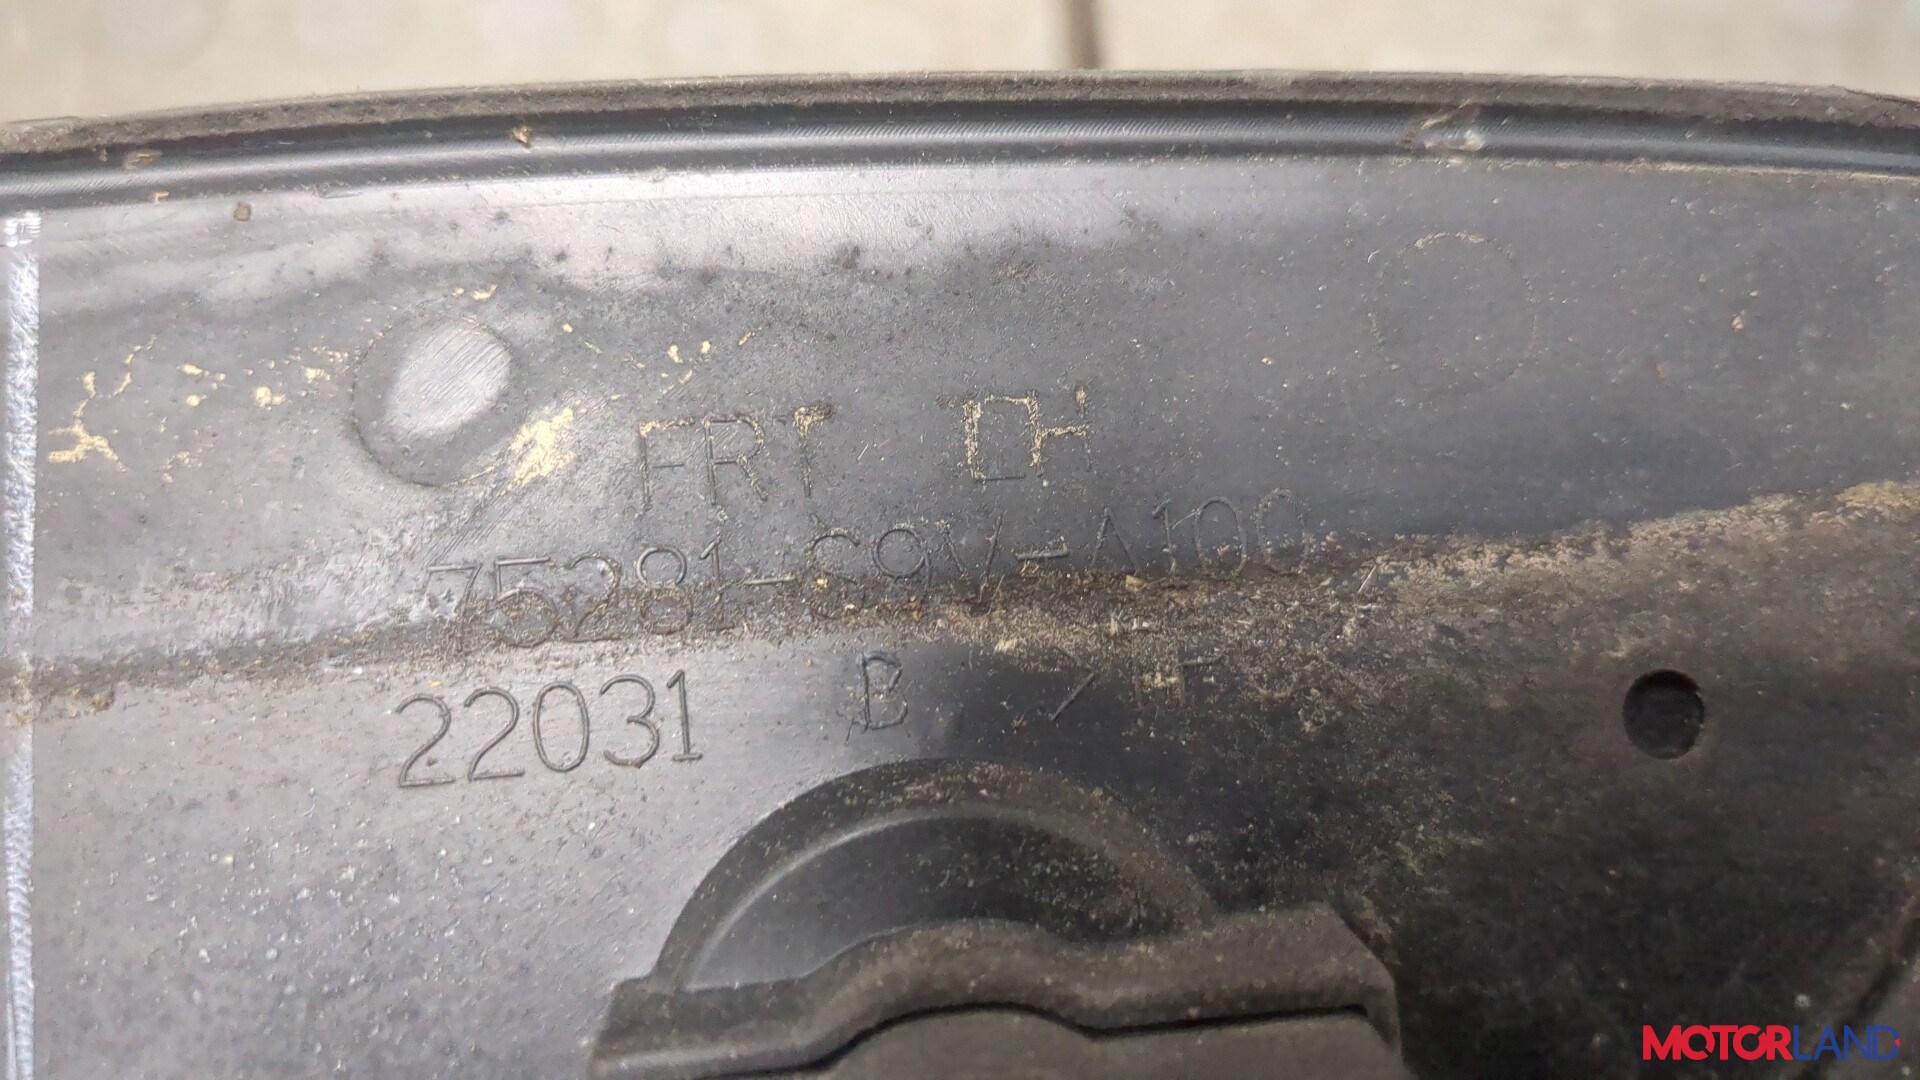 FRT LH
75281-S9V-A100
22031 B
MOTORLAND